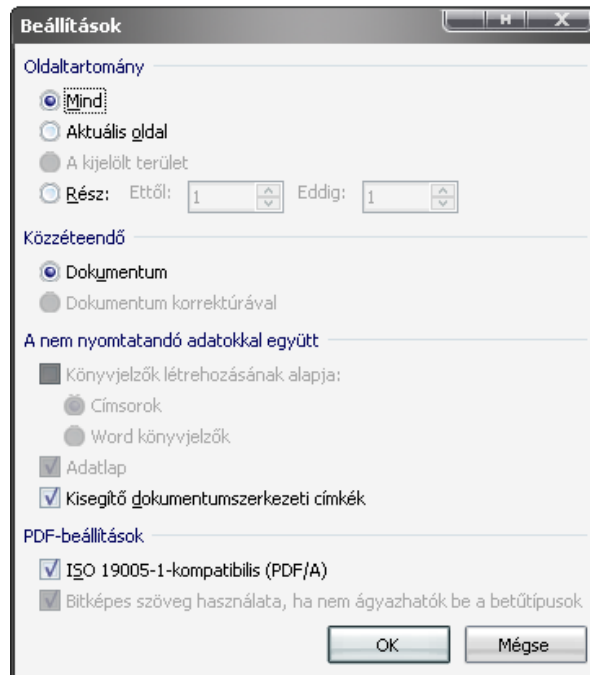 Beállítások
Oldaltartomány
Mind
Aktuális oldal
A kijelölt terület
Rész: Ettől: 1 Eddig: 1
Közzéteendő
Dokumentum
Dokumentum korrektúrával
A nem nyomtatandó adatokkal együtt
Könyvjelzők létrehozásának alapja:
Címsorok
Word könyvjelzők
Adatlap
Kisegítő dokumentumszerkezeti címkék
PDF-beállítások
ISO 19005-1-kompatibilis (PDF/A)
Bitképes szöveg használata, ha nem ágyazhatók be a betűtípusok
OK Mégse